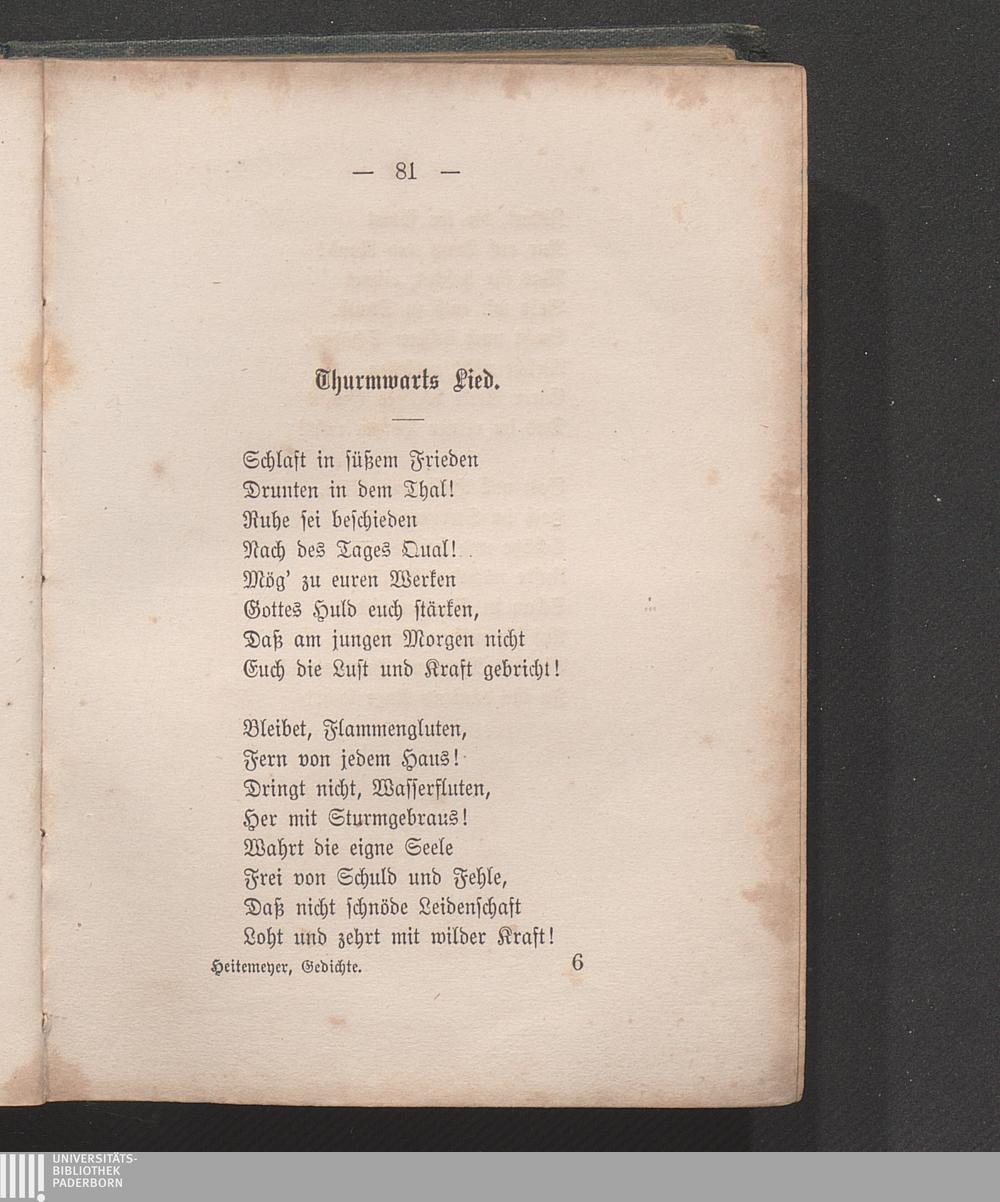 — 81 —
Thurmwarts Lied.
Schlaft in süßem Frieden
Drunten in dem Thal!
Ruhe sei beschieden
Nach des Tages Qual!
Mög' zu euren Werken
Gottes Huld euch stärken,
Daß am jungen Morgen nicht
Euch die Lust und Kraft gebricht!
Bleibet, Flammengluten,
Fern von jedem Haus!
Dringt nicht, Wasserfluten,
Her mit Sturmgebraus!
Wahrt die eigne Seele
Frei von Schuld und Fehle,
Daß nicht schnöde Leidenschaft
Loht und zehrt mit wilder Kraft!
Heitemeyer, Gedichte. 6
UNIVERSITÄTS-
BIBLIOTHEK
PADERBORN